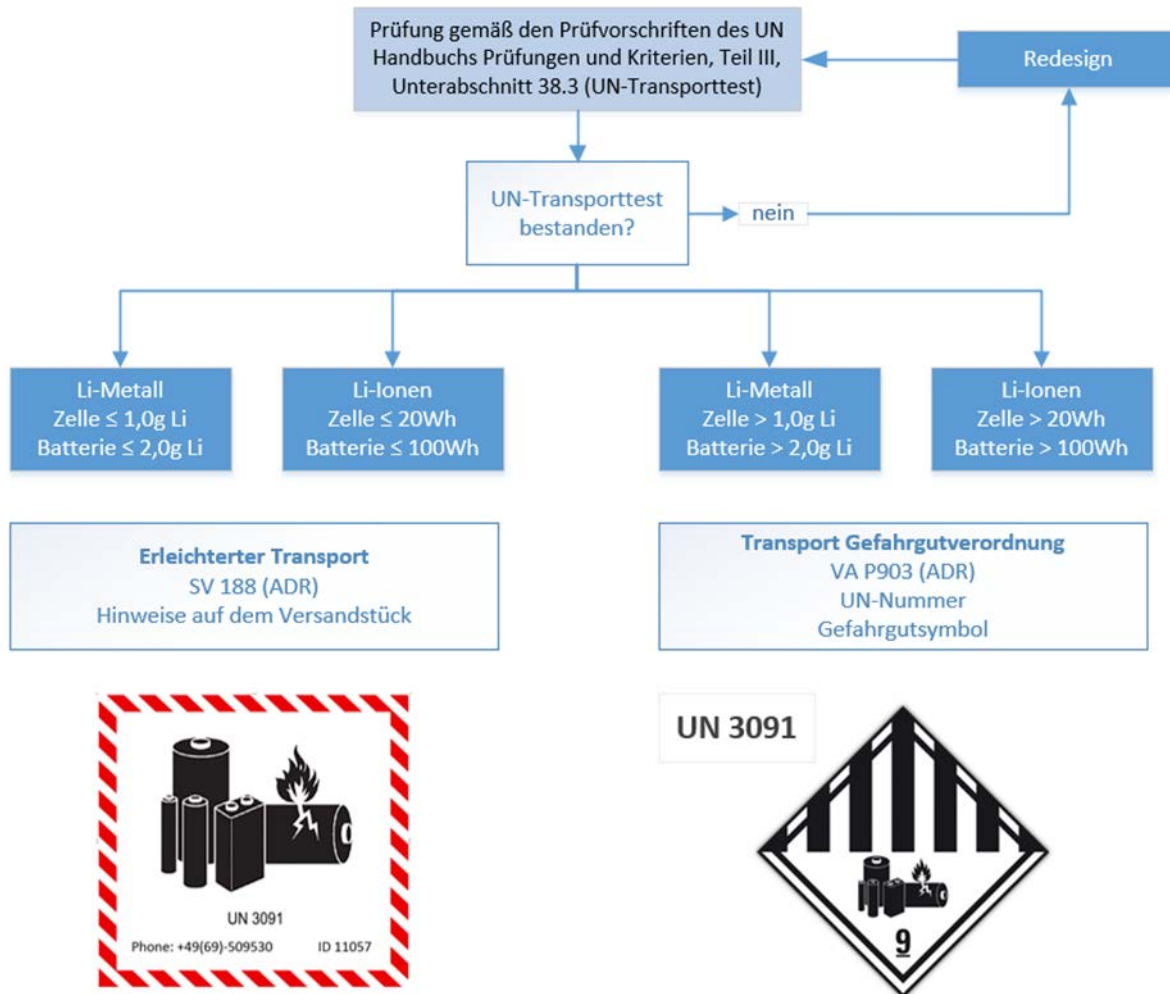 Prüfung gemäß den Prüfvorschriften des UN
Handbuchs Prüfungen und Kriterien, Teil III,
Unterabschnitt 38.3 (UN-Transporttest)
Redesign
UN-Transporttest
bestanden?
nein
Li-Metall
Zelle ≤ 1,0g Li
Batterie ≤ 2,0g Li
Li-Ionen
Zelle ≤ 20Wh
Batterie ≤ 100Wh
Li-Metall
Zelle > 1,0g Li
Batterie > 2,0g Li
Li-Ionen
Zelle > 20Wh
Batterie > 100Wh
Erleichterter Transport
SV 188 (ADR)
Hinweise auf dem Versandstück
Transport Gefahrgutverordnung
VA P903 (ADR)
UN-Nummer
Gefahrgutsymbol
UN 3091
Phone: +49(69)-509530 ID 11057
UN 3091
9